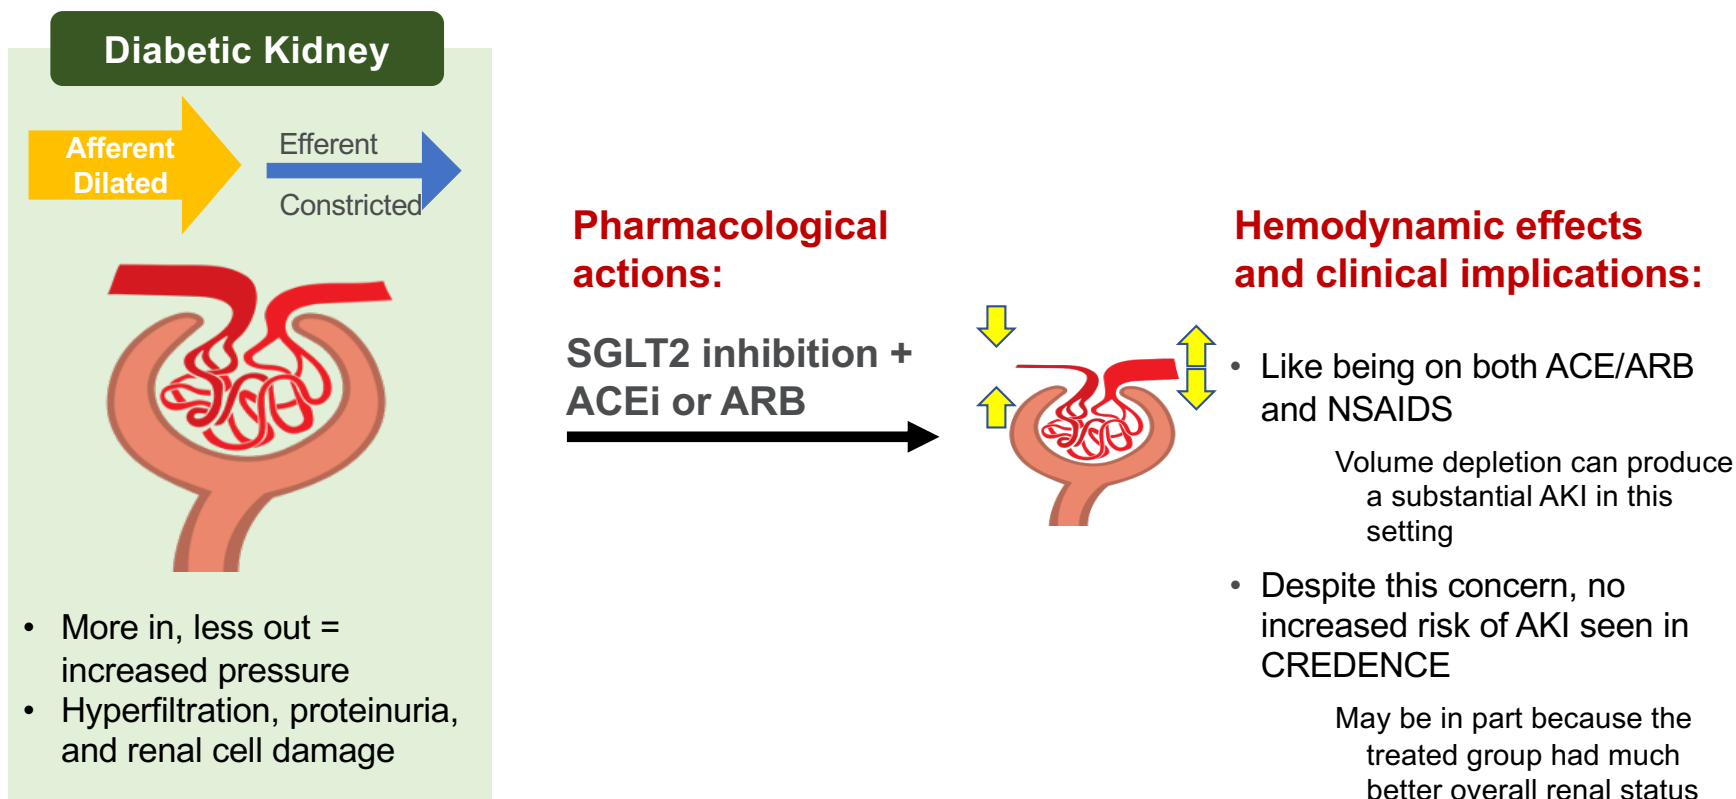 Diabetic Kidney
Afferent
Dilated
Efferent
Constricted
• More in, less out =
increased pressure
• Hyperfiltration, proteinuria,
and renal cell damage
Pharmacological
actions:
SGLT2 inhibition +
ACEi or ARB
Hemodynamic effects
and clinical implications:
• Like being on both ACE/ARB
and NSAIDS
Volume depletion can produce
a substantial AKI in this
setting
• Despite this concern, no
increased risk of AKI seen in
CREDENCE
May be in part because the
treated group had much
better overall renal status